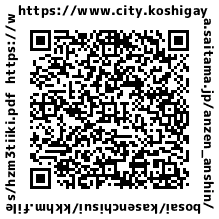 https://www.city.koshigay
a.saitama.jp/anzen_anshin/
bosai/kasenchisui/kkhm.file
s/hzm3tiiki.pdf https://w